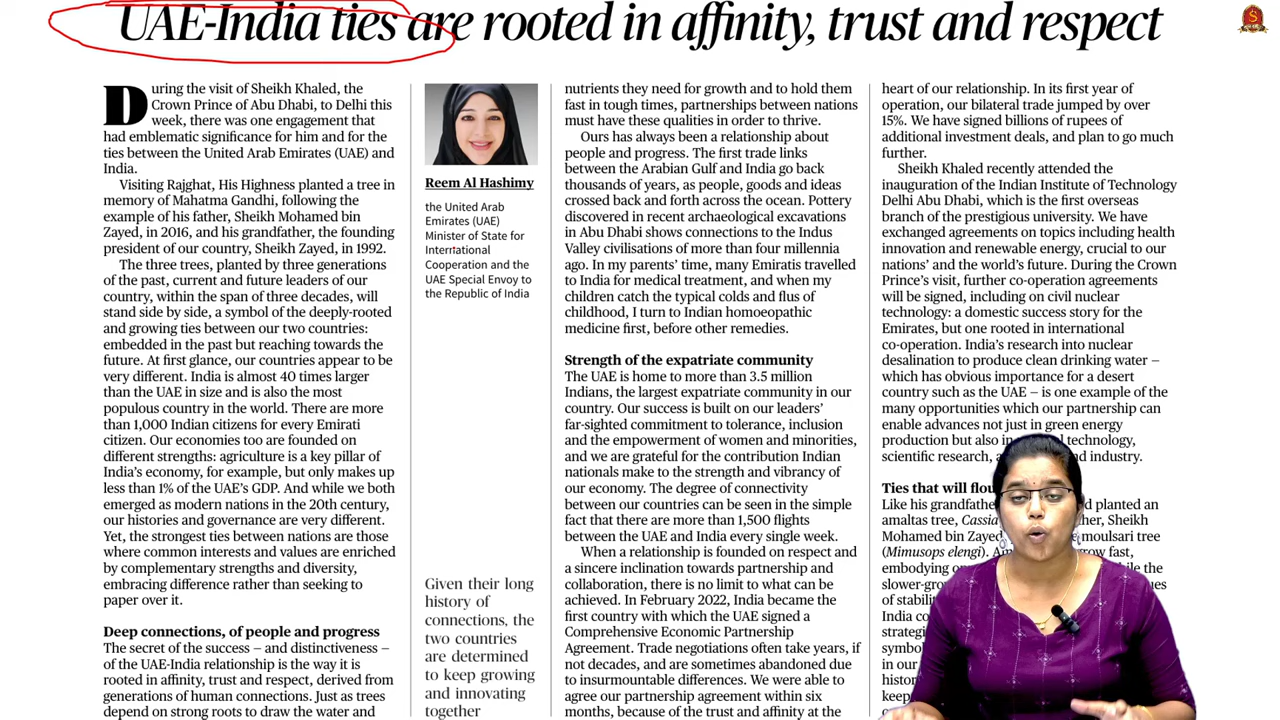 UAE-India ties are rooted in affinity, trust and respect
During the visit of Sheikh Khaled, the
Crown Prince of Abu Dhabi, to Delhi this
week, there was one engagement that
had emblematic significance for him and for the
ties between the United Arab Emirates (UAE) and
India.
Visiting Rajghat, His Highness planted a tree in
memory of Mahatma Gandhi, following the
example of his father, Sheikh Mohamed bin
Zayed, in 2016, and his grandfather, the founding
president of our country, Sheikh Zayed, in 1992.
The three trees, planted by three generations
of the past, current and future leaders of our
country, within the span of three decades, will
stand side by side, a symbol of the deeply-rooted
and growing ties between our two countries:
embedded in the past but reaching towards the
future. At first glance, our countries appear to be
very different. India is almost 40 times larger
than the UAE in size and is also the most
populous country in the world. There are more
than 1,000 Indian citizens for every Emirati
citizen. Our economies too are founded on
different strengths: agriculture is a key pillar of
India's economy, for example, but only makes up
less than 1% of the UAE's GDP. And while we both
emerged as modern nations in the 20th century,
our histories and governance are very different.
Yet, the strongest ties between nations are those
where common interests and values are enriched
by complementary strengths and diversity,
embracing difference rather than seeking to
paper over it.
Deep connections, of people and progress
The secret of the success — and distinctiveness —
of the UAE-India relationship is the way it is
rooted in affinity, trust and respect, derived from
generations of human connections. Just as trees
depend on strong roots to draw the water and
Reem Al Hashimy
the United Arab
Emirates (UAE)
Minister of State for
International
Cooperation and the
UAE Special Envoy to
the Republic of India
Given their long
history of
connections, the
two countries
are determined
to keep growing
and innovating
together
nutrients they need for growth and to hold them
fast in tough times, partnerships between nations
must have these qualities in order to thrive.
Ours has always been a relationship about
people and progress. The first trade links
between the Arabian Gulf and India go back
thousands of years, as people, goods and ideas
crossed back and forth across the ocean. Pottery
discovered in recent archaeological excavations
in Abu Dhabi shows connections to the Indus
Valley civilisations of more than four millennia
ago. In my parents' time, many Emiratis travelled
to India for medical treatment, and when my
children catch the typical colds and flus of
childhood, I turn to Indian homoeopathic
medicine first, before other remedies.
Strength of the expatriate community
The UAE is home to more than 3.5 million
Indians, the largest expatriate community in our
country. Our success is built on our leaders'
far-sighted commitment to tolerance, inclusion
and the empowerment of women and minorities,
and we are grateful for the contribution Indian
nationals make to the strength and vibrancy of
our economy. The degree of connectivity
between our countries can be seen in the simple
fact that there are more than 1,500 flights
between the UAE and India every single week.
When a relationship is founded on respect and
a sincere inclination towards partnership and
collaboration, there is no limit to what can be
achieved. In February 2022, India became the
first country with which the UAE signed a
Comprehensive Economic Partnership
Agreement. Trade negotiations often take years, if
not decades, and are sometimes abandoned due
to insurmountable differences. We were able to
agree our partnership agreement within six
months, because of the trust and affinity at the
heart of our relationship. In its first year of
operation, our bilateral trade jumped by over
15%. We have signed billions of rupees of
additional investment deals, and plan to go much
further.
Sheikh Khaled recently attended the
inauguration of the Indian Institute of Technology
Delhi Abu Dhabi, which is the first overseas
branch of the prestigious university. We have
exchanged agreements on topics including health
innovation and renewable energy, crucial to our
nations' and the world's future. During the Crown
Prince's visit, further co-operation agreements
will be signed, including on civil nuclear
technology: a domestic success story for the
Emirates, but one rooted in international
co-operation. India's research into nuclear
desalination to produce clean drinking water —
which has obvious importance for a desert
country such as the UAE — is one example of the
many opportunities which our partnership can
enable advances not just in green energy
production but also in technology,
scientific research, and industry.
Ties that will
Like his planted an
amaltas tree, Cassia Sheikh
Mohamed bin Zayed moulsari tree
(Mimusops elengi). grow fast,
embodying the
of
India
in our